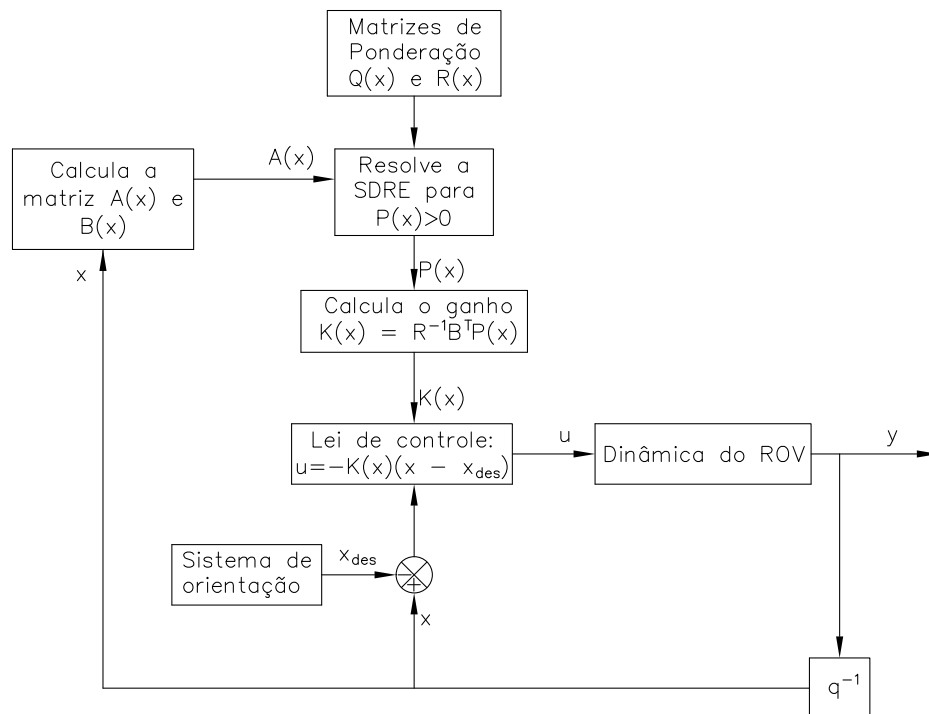 Matrizes de
Ponderação
Q(x) e R(x)
Calcula a
matriz A(x) e
B(x)
A(x)
Resolve a
SDRE para
P(x)>0
x
P(x)
Calcula o ganho
K(x) = R⁻¹BᵀP(x)
K(x)
Lei de controle:
u=-K(x)(x - x_des)
u
Dinâmica do ROV
y
Sistema de
orientação
x_des
-
+
x
q⁻¹